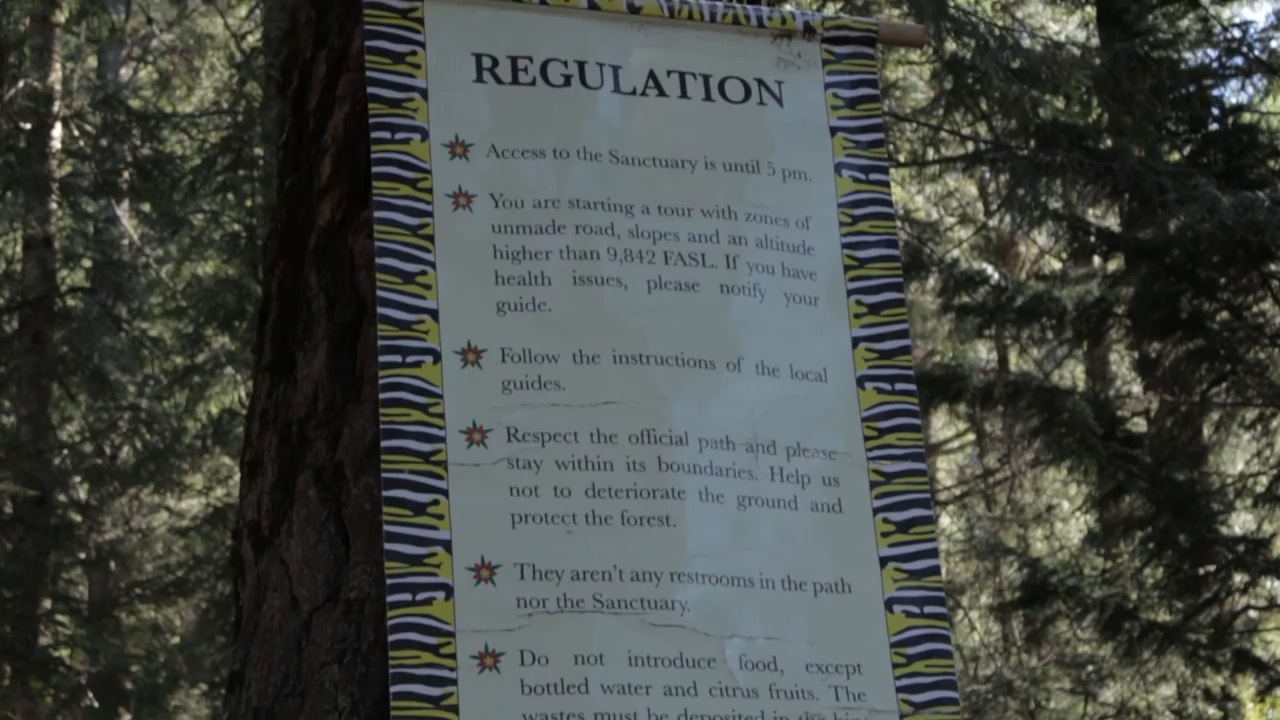 REGULATION
Access to the Sanctuary is until 5 pm.
You are starting a tour with zones of
unmade road, slopes and an altitude
higher than 9,842 FASL. If you have
health issues, please notify your
guide.
Follow the instructions of the local
guides.
Respect the official path and please
stay within its boundaries. Help us
not to deteriorate the ground and
protect the forest.
They aren't any restrooms in the path
nor the Sanctuary.
Do not introduce food, except
bottled water and citrus fruits. The
wastes must be deposited in the bins